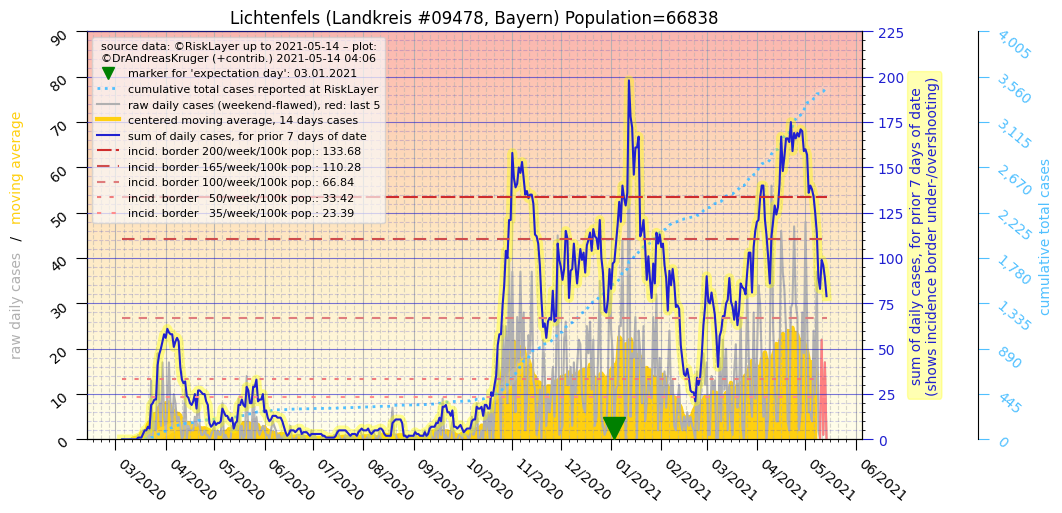 Lichtenfels (Landkreis #09478, Bayern) Population=66838
source data: ©RiskLayer up to 2021-05-14 – plot:
©DrAndreasKruger (+contrib.) 2021-05-14 04:06
marker for 'expectation day': 03.01.2021
cumulative total cases reported at RiskLayer
raw daily cases (weekend-flawed), red: last 5
centered moving average, 14 days cases
sum of daily cases, for prior 7 days of date
incid. border 200/week/100k pop.: 133.68
incid. border 165/week/100k pop.: 110.28
incid. border 100/week/100k pop.: 66.84
incid. border   50/week/100k pop.: 33.42
incid. border   35/week/100k pop.: 23.39
raw daily cases / moving average
90
80
70
60
50
40
30
20
10
0
03/2020
04/2020
05/2020
06/2020
07/2020
08/2020
09/2020
10/2020
11/2020
12/2020
01/2021
02/2021
03/2021
04/2021
05/2021
06/2021
225
200
175
150
125
100
75
50
25
0
sum of daily cases, for prior 7 days of date
(shows incidence border under-/overshooting)
4,005
3,560
3,115
2,670
2,225
1,780
1,335
890
445
0
cumulative total cases